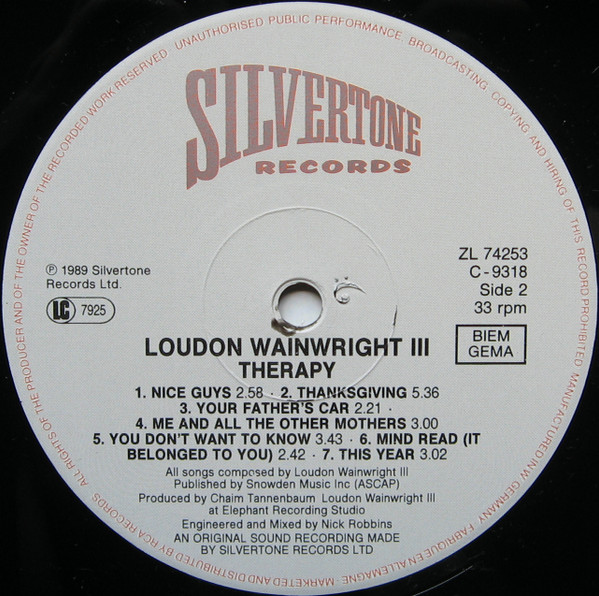 SILVERTONE
RECORDS
ZL 74253
C-9318
Side 2
33 rpm
℗ 1989 Silvertone
Records Ltd.
LC 7925
BIEM
GEMA
LOUDON WAINWRIGHT III
THERAPY
1. NICE GUYS 2.58 · 2. THANKSGIVING 5.36
3. YOUR FATHER'S CAR 2.21 ·
4. ME AND ALL THE OTHER MOTHERS 3.00
5. YOU DON'T WANT TO KNOW 3.43 · 6. MIND READ (IT
BELONGED TO YOU) 2.42 · 7. THIS YEAR 3.02
All songs composed by Loudon Wainwright III
Published by Snowden Music Inc (ASCAP)
Produced by Chaim Tannenbaum Loudon Wainwright III
at Elephant Recording Studio
Engineered and Mixed by Nick Robbins
AN ORIGINAL SOUND RECORDING MADE
BY SILVERTONE RECORDS LTD
ALL RIGHTS OF THE PRODUCER AND OF THE OWNER OF THE RECORDED WORK RESERVED. UNAUTHORISED PUBLIC PERFORMANCE, BROADCASTING, COPYING AND HIRING OF THIS RECORD PROHIBITED. MANUFACTURED IN W. GERMANY. FABRIQUE EN ALLEMAGNE. MARKETED AND DISTRIBUTED BY RCA RECORDS.